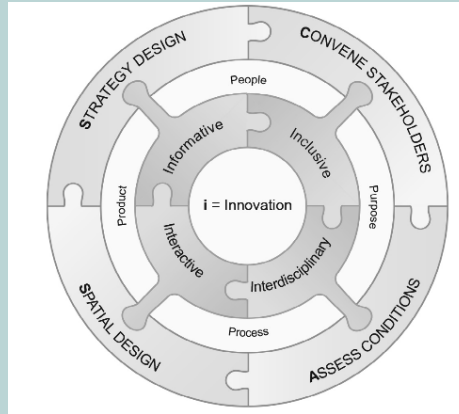 STRATEGY DESIGN
CONVENE STAKEHOLDERS
People
Informative
Inclusive
Product
i = Innovation
Purpose
Interactive
Interdisciplinary
Process
SPATIAL DESIGN
ASSESS CONDITIONS